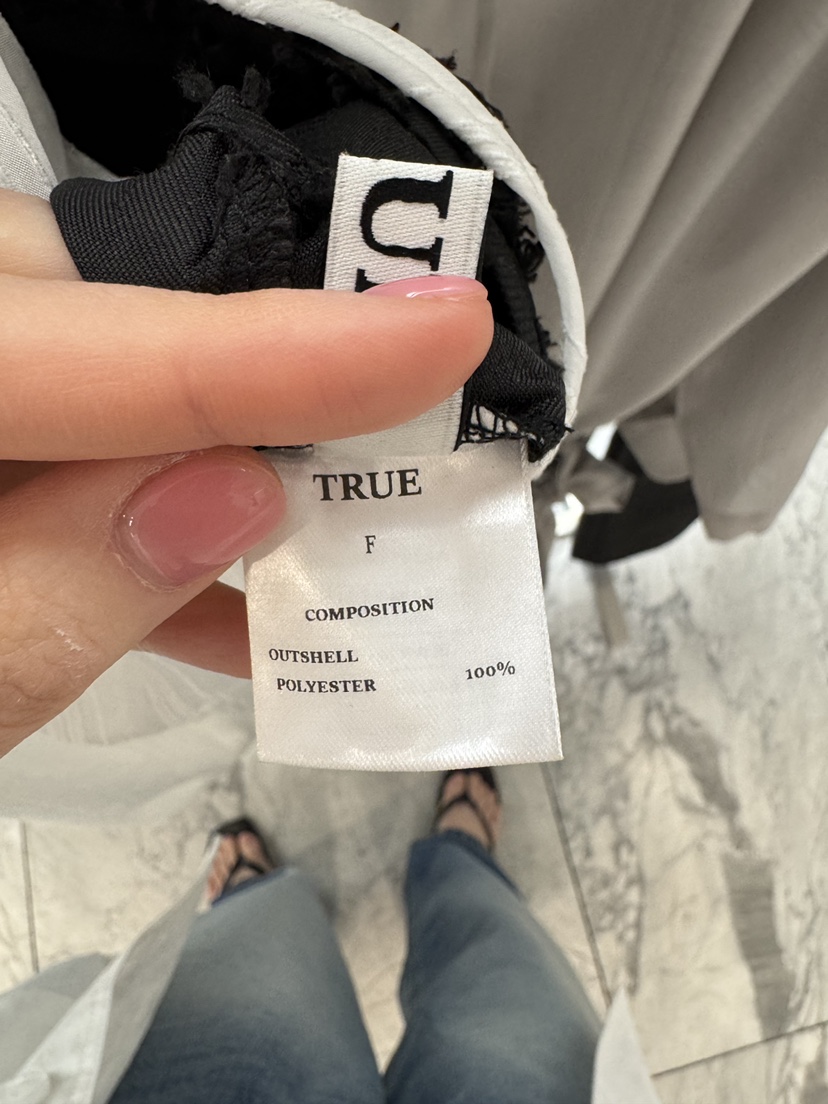 TRUE
F
COMPOSITION
OUTSHELL
POLYESTER 100%